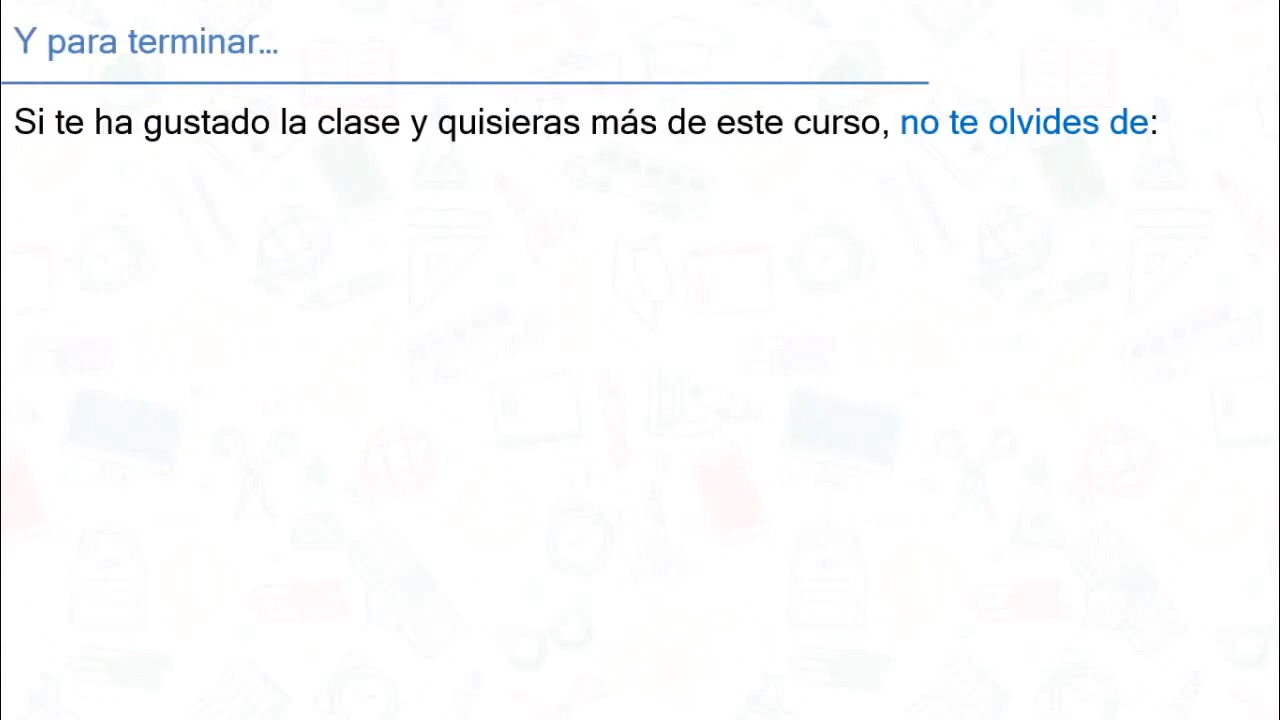 Y para terminar...
Si te ha gustado la clase y quisieras más de este curso, no te olvides de: